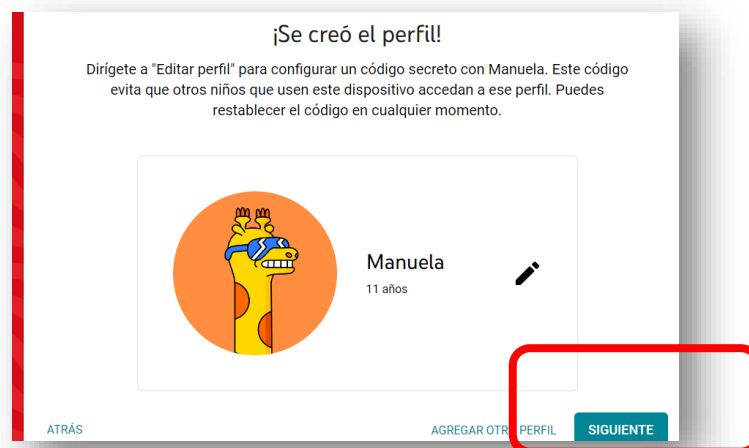 ¡Se creó el perfil!
Dirígete a "Editar perfil" para configurar un código secreto con Manuela. Este código
evita que otros niños que usen este dispositivo accedan a ese perfil. Puedes
restablecer el código en cualquier momento.
Manuela
11 años
ATRÁS
AGREGAR OTRO PERFIL
SIGUIENTE